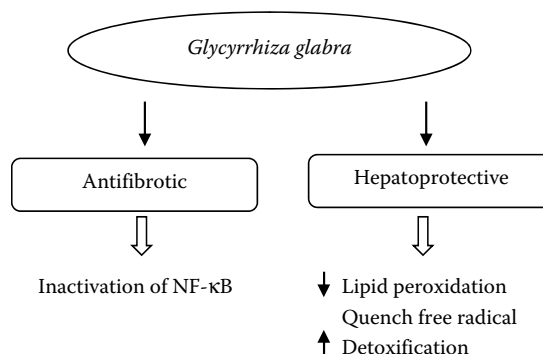 Glycyrrhiza glabra
Antifibrotic
Hepatoprotective
Inactivation of NF-κB
Lipid peroxidation
Quench free radical
Detoxification